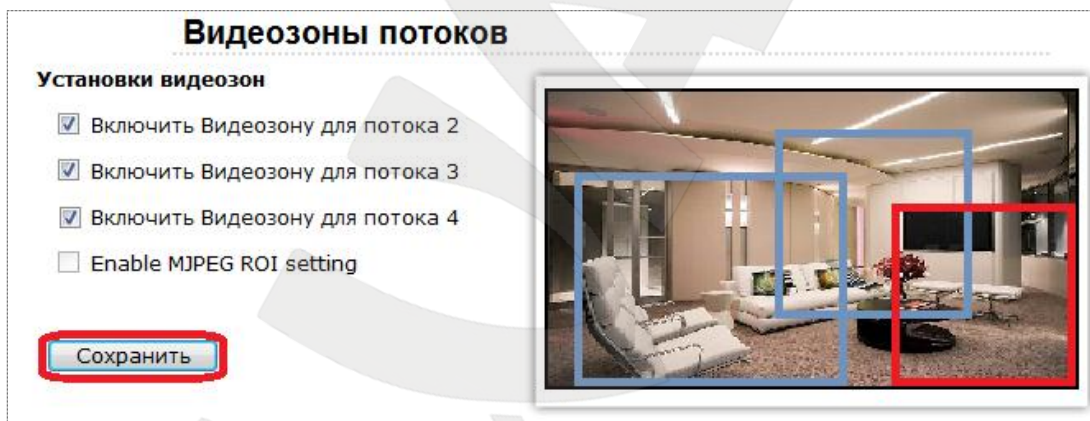 Видеозоны потоков
Установки видеозон
Включить Видеозону для потока 2
Включить Видеозону для потока 3
Включить Видеозону для потока 4
Enable MJPEG ROI setting
Сохранить